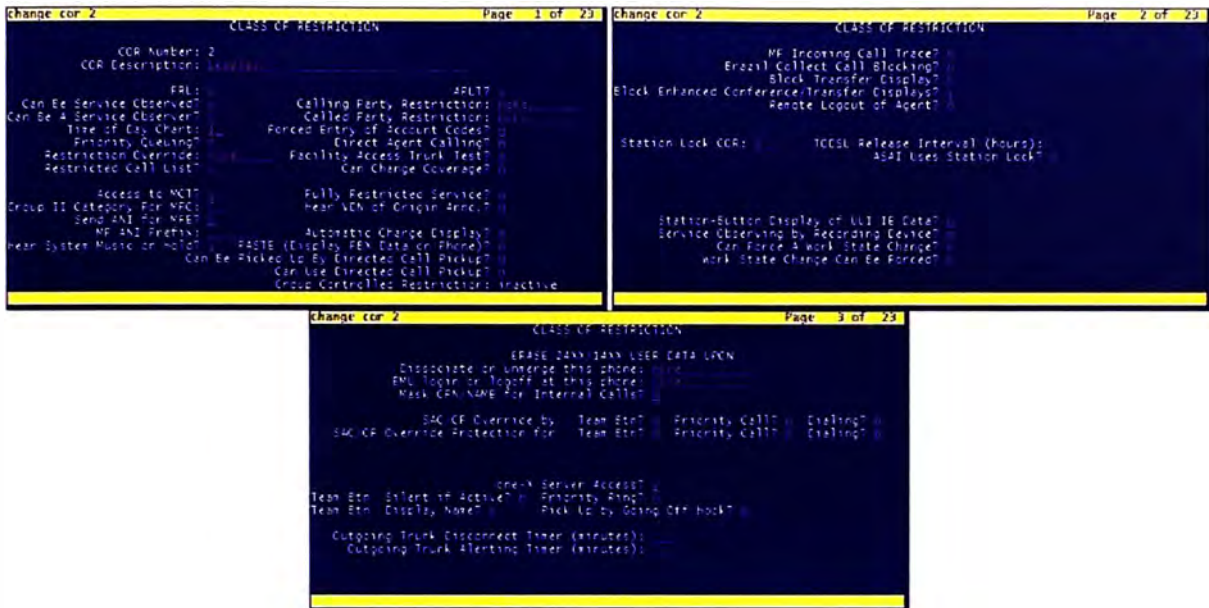 change cor 2 Page 1 of 23
CLASS OF RESTRICTION
COR Number: 2
COR Description:
FRL: APLT?
Can Be Service Observed? Calling Party Restriction:
Can Be A Service Observer? Called Party Restriction:
Time of Day Chart: Forced Entry of Account Codes?
Priority Queuing? Direct Agent Calling?
Restriction Override: Facility Access Trunk Test?
Restricted Call List? Can Change Coverage?
Access to MCT? Fully Restricted Service?
Group II Category For MFC: Hear VDN of Origin Annc.?
Send ANI for MFE?
MF ANI Prefix: Automatic Charge Display?
Hear System Music on Hold? PASTE (Display PBX Data on Phone)?
Can Be Picked Up By Directed Call Pickup?
Can Use Directed Call Pickup?
Group Controlled Restriction: inactive
change cor 2 Page 2 of 23
CLASS OF RESTRICTION
MF Incoming Call Trace?
Brazil Collect Call Blocking?
Block Transfer Display?
Block Enhanced Conference/Transfer Displays?
Remote Logout of Agent?
Station Lock COR: TODSL Release Interval (hours):
ASAI Uses Station Lock?
Station-Button Display of UUI IE Data?
Service Observing by Recording Device?
Can Force A Work State Change?
Work State Change Can Be Forced?
change cor 2 Page 3 of 23
CLASS OF RESTRICTION
ERASE 24XX/14XX USER DATA UPON
Dissociate or unmerge this phone:
EMU login or logoff at this phone:
Mask CPN/NAME for Internal Calls?
SAC/CF Override by Team Btn? Priority Call? Dialing?
SAC/CF Override Protection for Team Btn? Priority Call? Dialing?
one-X Server Access?
Team Btn Silent if Active? Priority Ring?
Team Btn Display Name? Pick Up by Going Off Hook?
Outgoing Trunk Disconnect Timer (minutes):
Outgoing Trunk Alerting Timer (minutes):